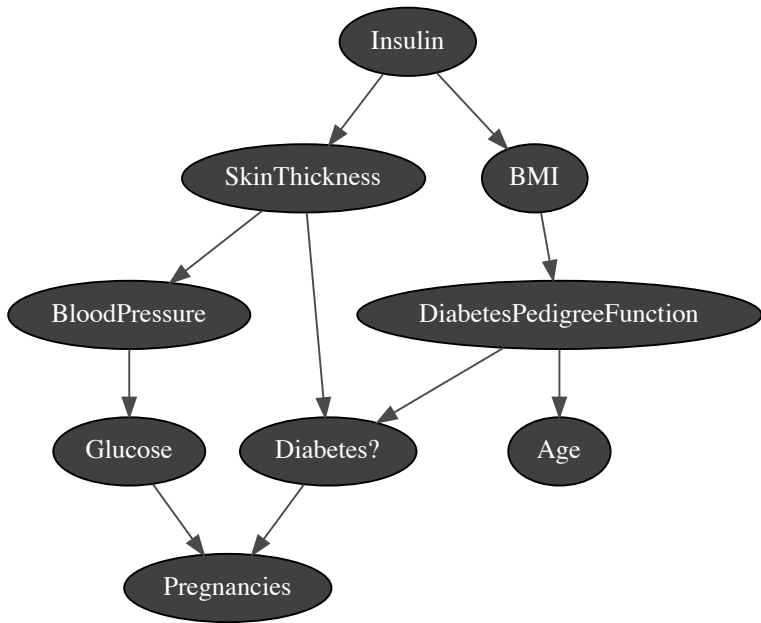 Insulin
SkinThickness
BMI
BloodPressure
DiabetesPedigreeFunction
Glucose
Diabetes?
Age
Pregnancies